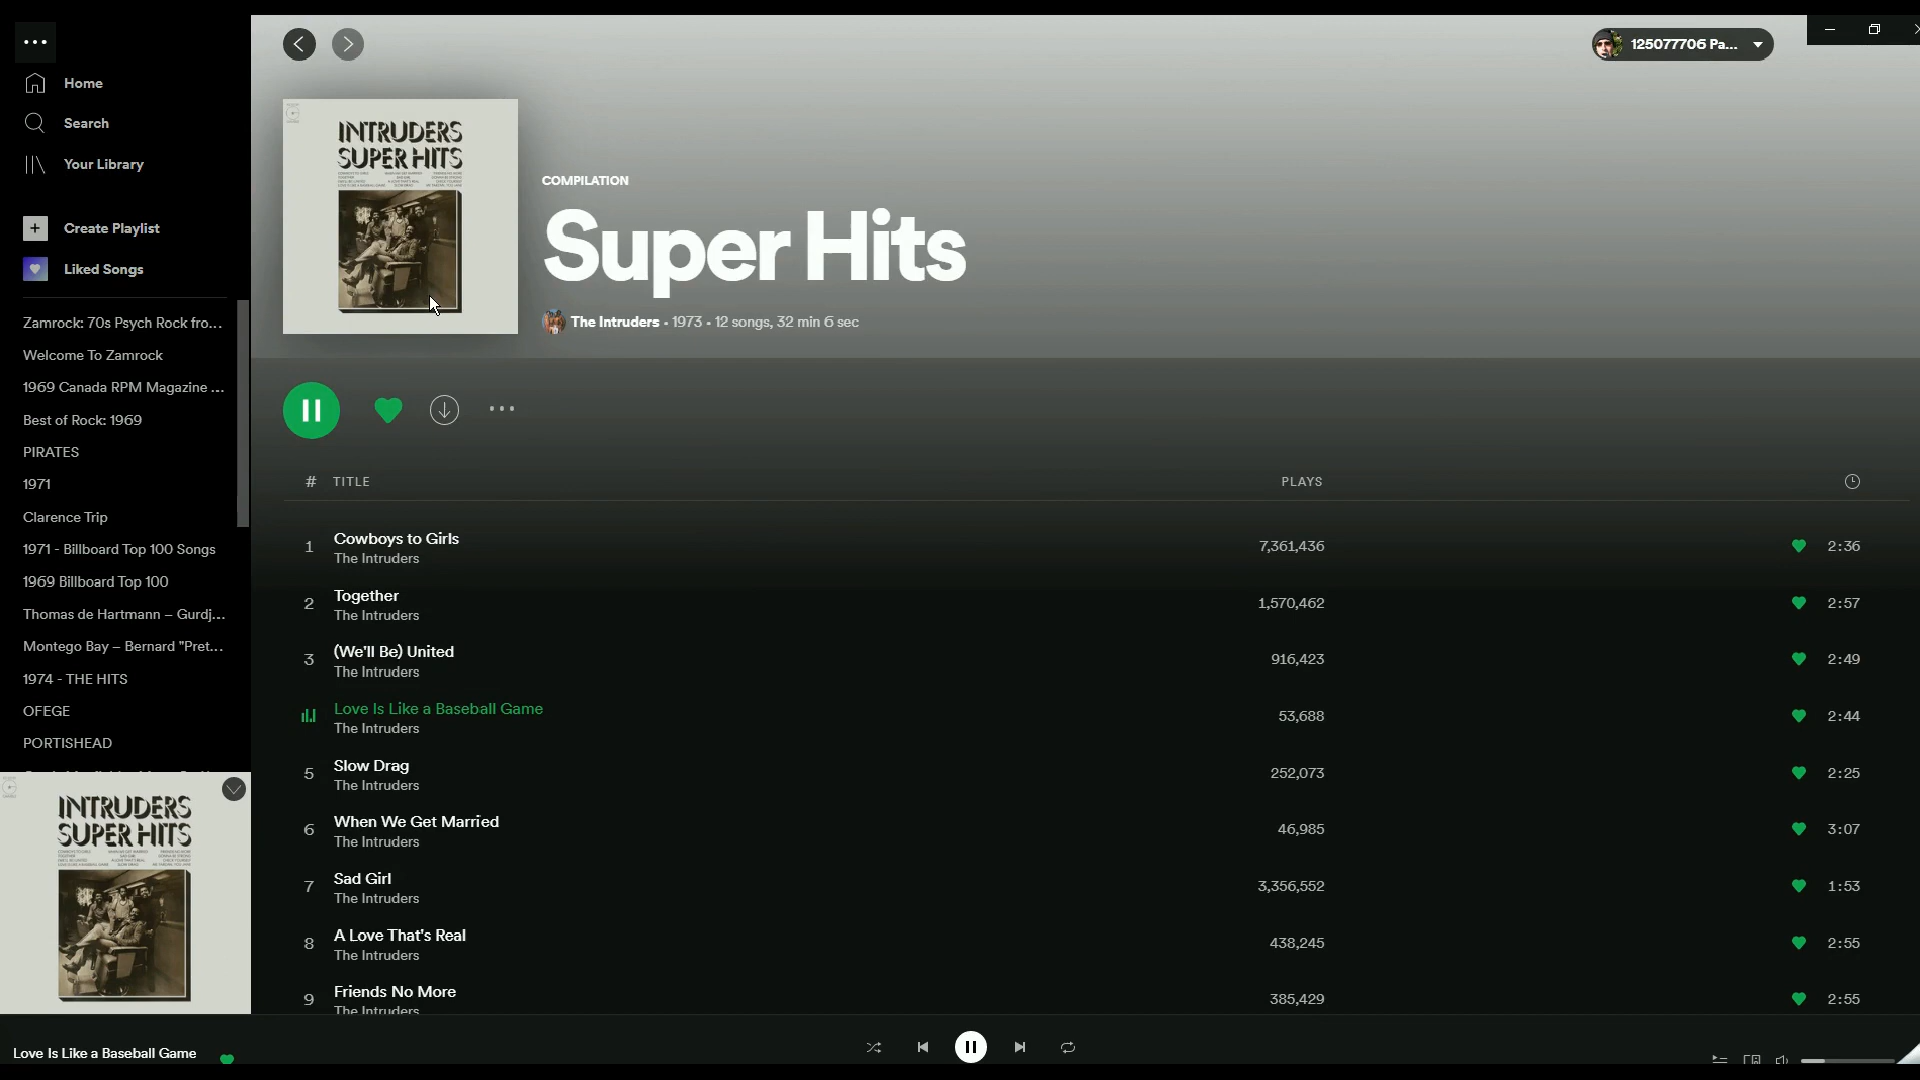 Home
Search
Your Library
Create Playlist
Liked Songs
Zamrock: 70s Psych Rock fro...
Welcome To Zamrock
1969 Canada RPM Magazine ...
Best of Rock: 1969
PIRATES
1971
Clarence Trip
1971 - Billboard Top 100 Songs
1969 Billboard Top 100
Thomas de Hartmann – Gurdj...
Montego Bay – Bernard "Pret...
1974 - THE HITS
OFEGE
PORTISHEAD
INTRUDERS
SUPER HITS
Love Is Like a Baseball Game
125077706 Pa...
INTRUDERS
SUPER HITS
COMPILATION
Super Hits
The Intruders • 1973 • 12 songs, 32 min 6 sec
# TITLE PLAYS
1 Cowboys to Girls 7,361,436 2:36
The Intruders
2 Together 1,570,462 2:57
The Intruders
3 (We'll Be) United 916,423 2:49
The Intruders
Love Is Like a Baseball Game 53,688 2:44
The Intruders
5 Slow Drag 252,073 2:25
The Intruders
6 When We Get Married 46,985 3:07
The Intruders
7 Sad Girl 3,356,552 1:53
The Intruders
8 A Love That's Real 438,245 2:55
The Intruders
9 Friends No More 385,429 2:55
The Intruders